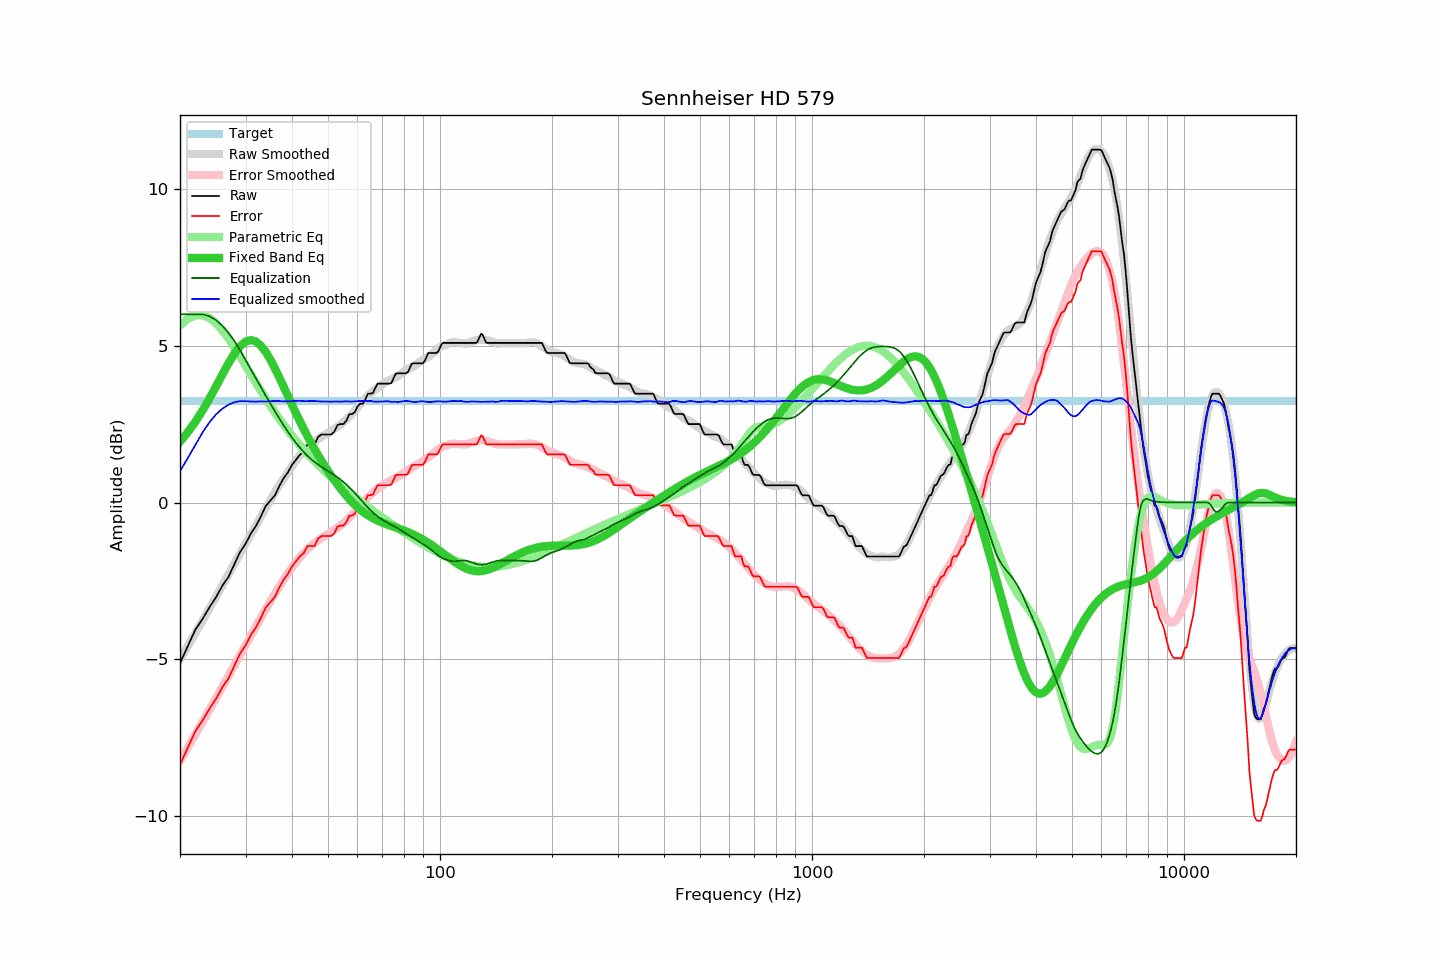 Sennheiser HD 579
Target
Raw Smoothed
Error Smoothed
Raw
Error
Parametric Eq
Fixed Band Eq
Equalization
Equalized smoothed
10
5
0
−5
−10
Amplitude (dBr)
100
1000
10000
Frequency (Hz)